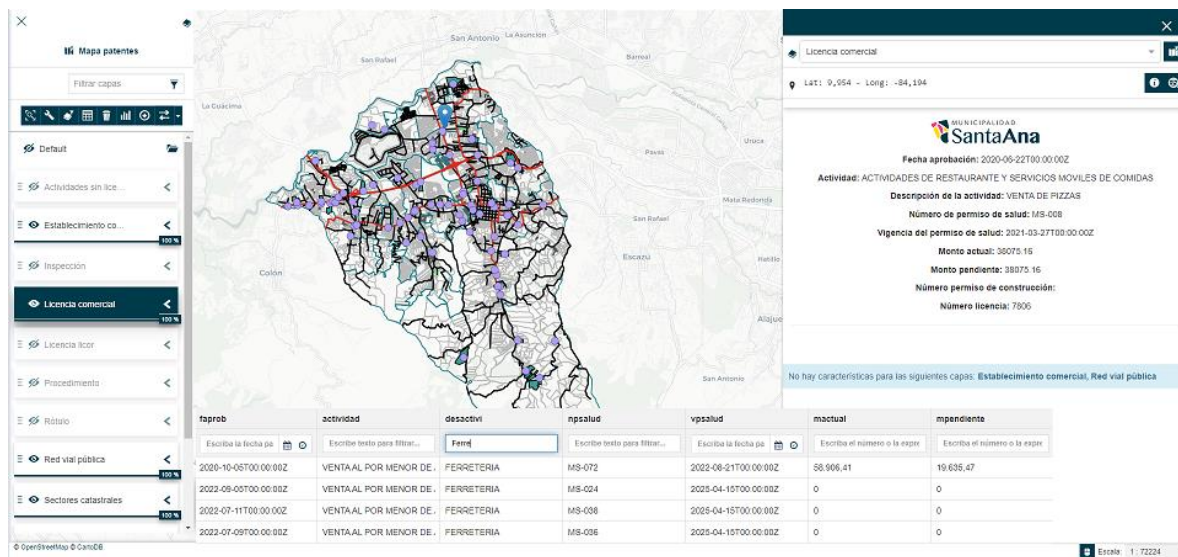 Mapa patentes
Filtrar capas
Default
Actividades sin lice...
Establecimiento co...
100 %
Inspección
Licencia comercial
100 %
Licencia licor
Procedimiento
Rótulo
Red vial pública
100 %
Sectores catastrales
100 %
© OpenStreetMap © CartoDB
San Antonio
La Asunción
San Rafael
Barreal
La Guácima
Uruca
Pavas
Mata Redonda
San Rafael
Escazú
Hatillo
Colón
Alajue
San Antonio
Licencia comercial
Lat: 9,954 - Long: -84,194
MUNICIPALIDAD
SantaAna
Fecha aprobación: 2020-06-22T00:00:00Z
Actividad: ACTIVIDADES DE RESTAURANTE Y SERVICIOS MOVILES DE COMIDAS
Descripción de la actividad: VENTA DE PIZZAS
Número de permiso de salud: MS-008
Vigencia del permiso de salud: 2021-03-27T00:00:00Z
Monto actual: 38075.16
Monto pendiente: 38075.16
Número permiso de construcción:
Número licencia: 7806
No hay características para las siguientes capas: Establecimiento comercial, Red vial pública
faprob actividad desactivi npsalud vpsalud mactual mpendiente
Escriba la fecha pa Escribe texto para filtrar... Ferre Escribe texto para filtrar... Escriba la fecha pa Escriba el número o la expre Escriba el número o la expre
2020-10-05T00:00:00Z VENTA AL POR MENOR DE . FERRETERIA MS-072 2022-08-21T00:00:00Z 58.906,41 19.635,47
2022-09-05T00:00:00Z VENTA AL POR MENOR DE . FERRETERIA MS-024 2025-04-15T00:00:00Z 0 0
2022-07-11T00:00:00Z VENTA AL POR MENOR DE . FERRETERIA MS-038 2025-04-15T00:00:00Z 0 0
2022-07-09T00:00:00Z VENTA AL POR MENOR DE . FERRETERIA MS-036 2025-04-15T00:00:00Z 0 0
Escala: 1 : 72224